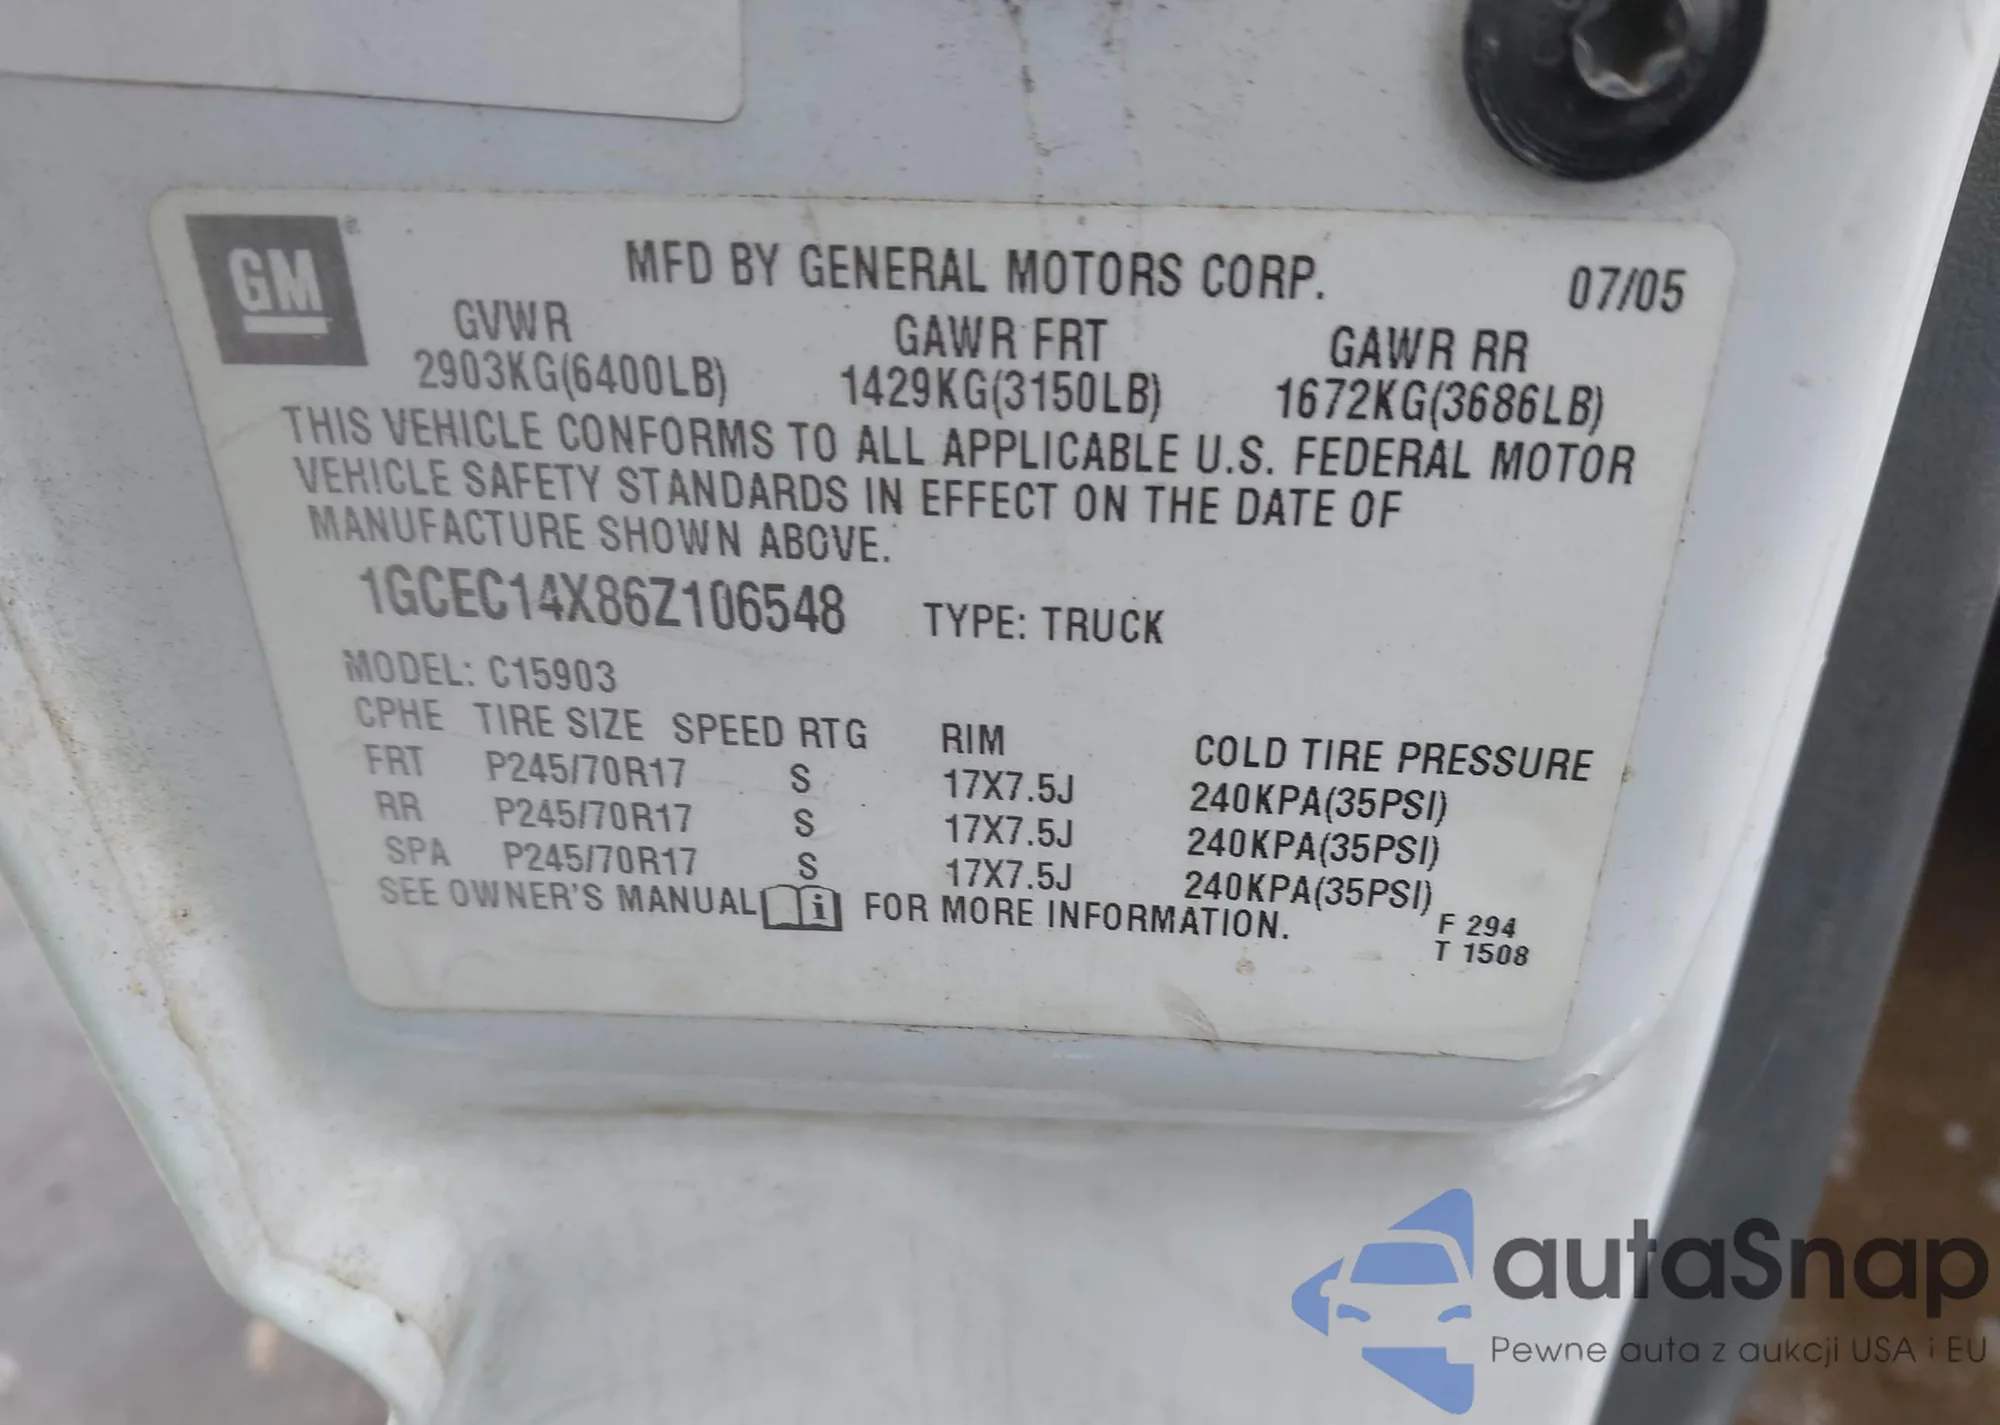 GM
MFD BY GENERAL MOTORS CORP. 07/05
GVWR GAWR FRT GAWR RR
2903KG(6400LB) 1429KG(3150LB) 1672KG(3686LB)
THIS VEHICLE CONFORMS TO ALL APPLICABLE U.S. FEDERAL MOTOR
VEHICLE SAFETY STANDARDS IN EFFECT ON THE DATE OF
MANUFACTURE SHOWN ABOVE.
1GCEC14X86Z106548 TYPE: TRUCK
MODEL: C15903
CPHE TIRE SIZE SPEED RTG RIM COLD TIRE PRESSURE
FRT P245/70R17 S 17X7.5J 240KPA(35PSI)
RR P245/70R17 S 17X7.5J 240KPA(35PSI)
SPA P245/70R17 S 17X7.5J 240KPA(35PSI)
SEE OWNER'S MANUAL i FOR MORE INFORMATION.
F 294
T 1508
autaSnap
Pewne auta z aukcji USA i EU